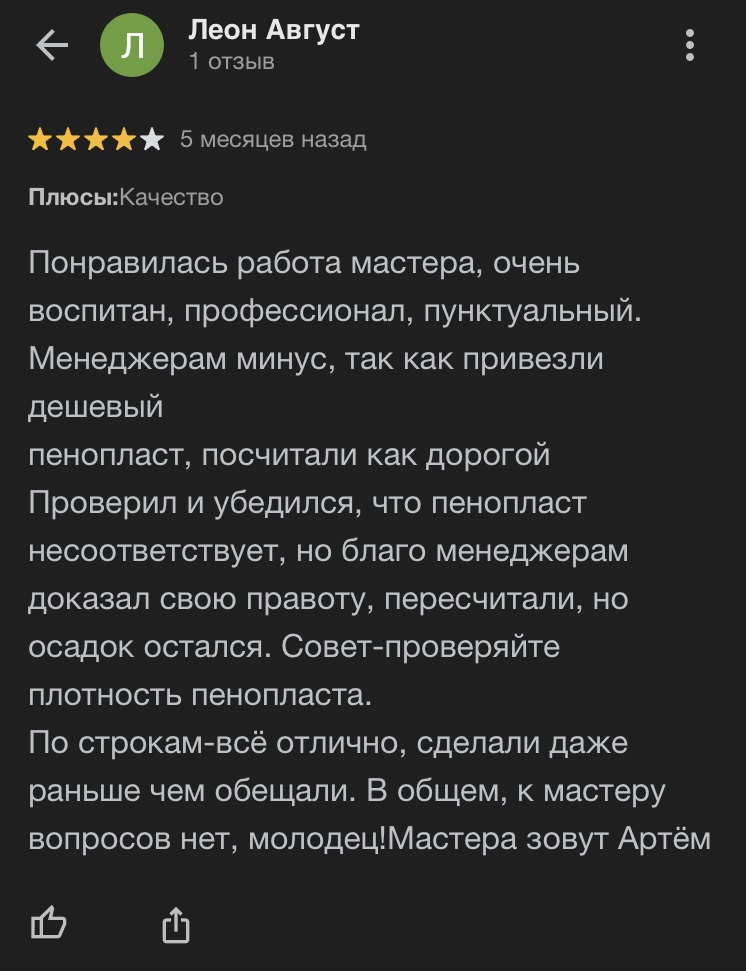 Л
Леон Август
1 отзыв
5 месяцев назад
Плюсы:Качество
Понравилась работа мастера, очень
воспитан, профессионал, пунктуальный.
Менеджерам минус, так как привезли
дешевый
пенопласт, посчитали как дорогой
Проверил и убедился, что пенопласт
несоответствует, но благо менеджерам
доказал свою правоту, пересчитали, но
осадок остался. Совет-проверяйте
плотность пенопласта.
По строкам-всё отлично, сделали даже
раньше чем обещали. В общем, к мастеру
вопросов нет, молодец!Мастера зовут Артём